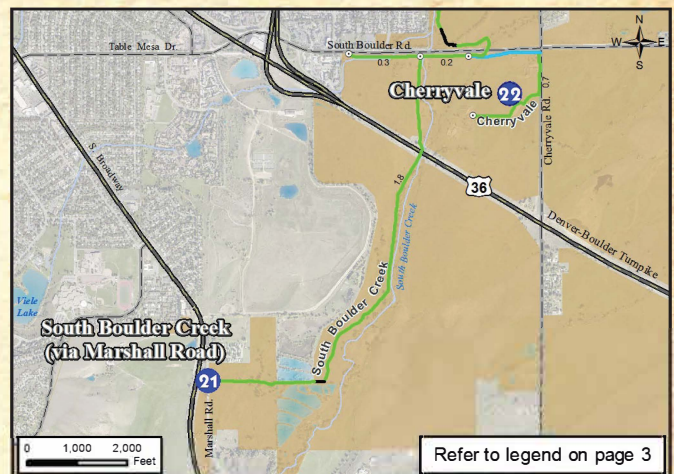 Table Mesa Dr.
South Boulder Rd.
N
W E
S
0.3
0.2
Cherryvale 22
Cherryvale
0.7
Cherryvale Rd.
S. Broadway
1.8
36
South Boulder Creek
Denver-Boulder Turnpike
Viele
Lake
South Boulder Creek
(via Marshall Road)
South Boulder Creek
21
Marshall Rd.
0 1,000 2,000
Feet
Refer to legend on page 3